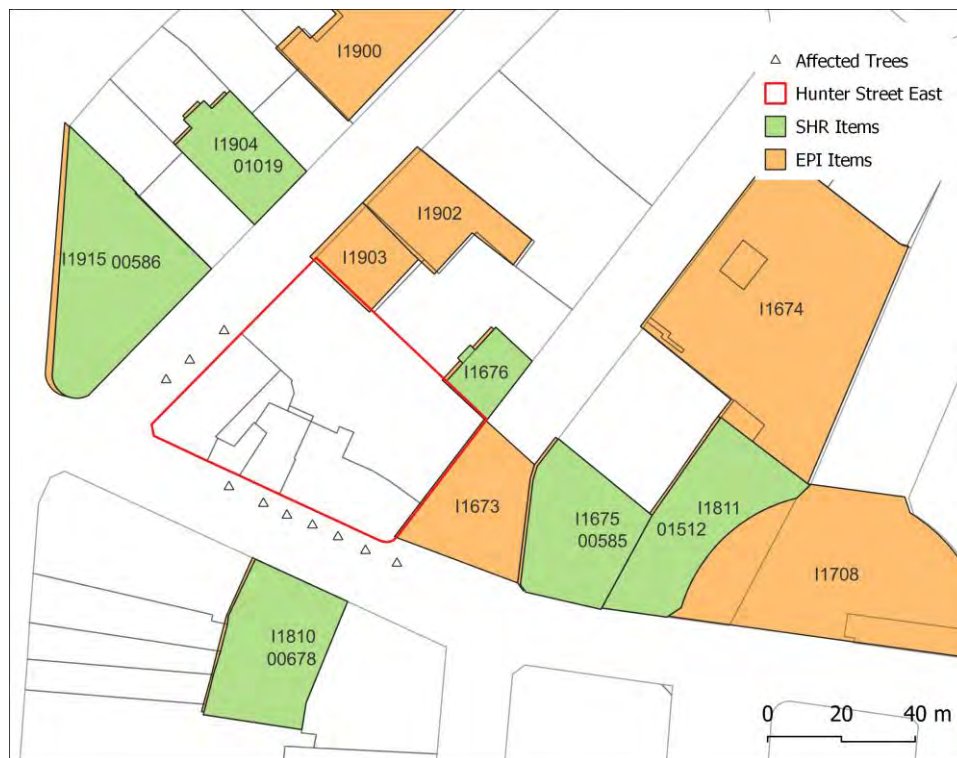 I1900
Affected Trees
Hunter Street East
SHR Items
EPI Items
I1904
01019
I1902
I1903
I1915 00586
I1674
I1676
I1673
I1675
00585
I1811
01512
I1708
I1810
00678
0 20 40 m